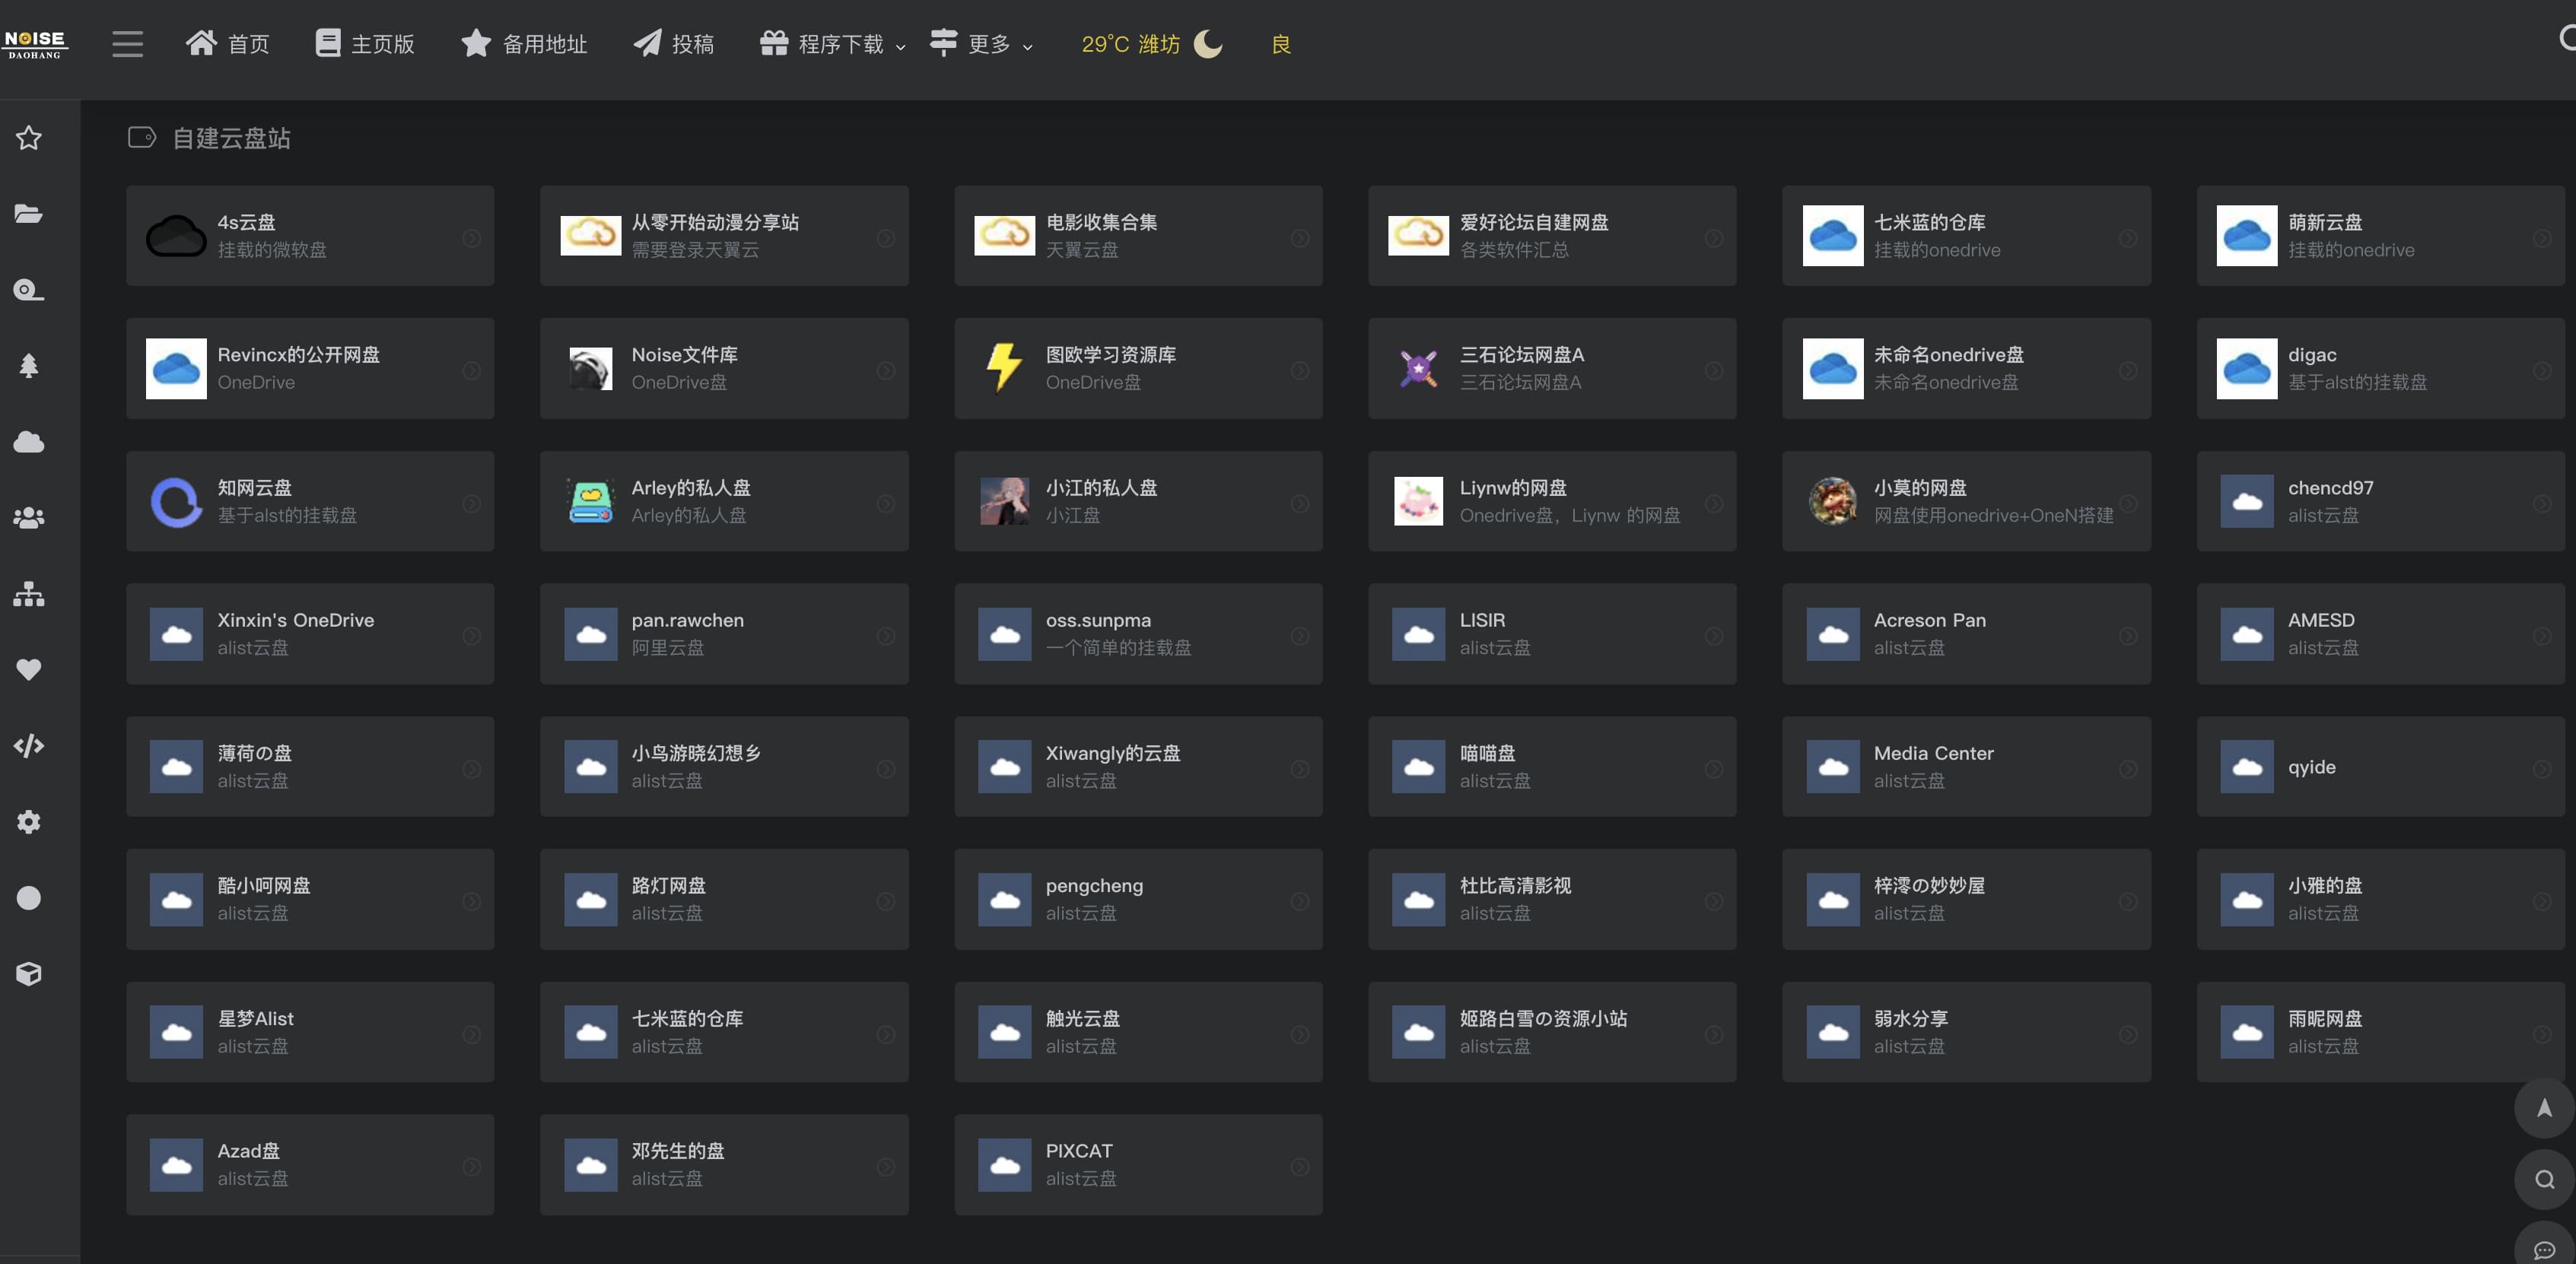 NOISE
DAOHANG
首页
主页版
备用地址
投稿
程序下载
更多
29°C 潍坊
良
自建云盘站
4s云盘
挂载的微软盘
从零开始动漫分享站
需要登录天翼云
电影收集合集
天翼云盘
爱好论坛自建网盘
各类软件汇总
七米蓝的仓库
挂载的onedrive
萌新云盘
挂载的onedrive
Revincx的公开网盘
OneDrive
Noise文件库
OneDrive盘
图欧学习资源库
OneDrive盘
三石论坛网盘A
三石论坛网盘A
未命名onedrive盘
未命名onedrive盘
digac
基于alst的挂载盘
知网云盘
基于alst的挂载盘
Arley的私人盘
Arley的私人盘
小江的私人盘
小江盘
Liynw的网盘
Onedrive盘，Liynw 的网盘
小莫的网盘
网盘使用onedrive+OneN搭建
chencd97
alist云盘
Xinxin's OneDrive
alist云盘
pan.rawchen
阿里云盘
oss.sunpma
一个简单的挂载盘
LISIR
alist云盘
Acreson Pan
alist云盘
AMESD
alist云盘
薄荷の盘
alist云盘
小鸟游晓幻想乡
alist云盘
Xiwangly的云盘
alist云盘
喵喵盘
alist云盘
Media Center
alist云盘
qyide
酷小呵网盘
alist云盘
路灯网盘
alist云盘
pengcheng
alist云盘
杜比高清影视
alist云盘
梓澪の妙妙屋
alist云盘
小雅的盘
alist云盘
星梦Alist
alist云盘
七米蓝的仓库
alist云盘
触光云盘
alist云盘
姬路白雪の资源小站
alist云盘
弱水分享
alist云盘
雨昵网盘
alist云盘
Azad盘
alist云盘
邓先生的盘
alist云盘
PIXCAT
alist云盘